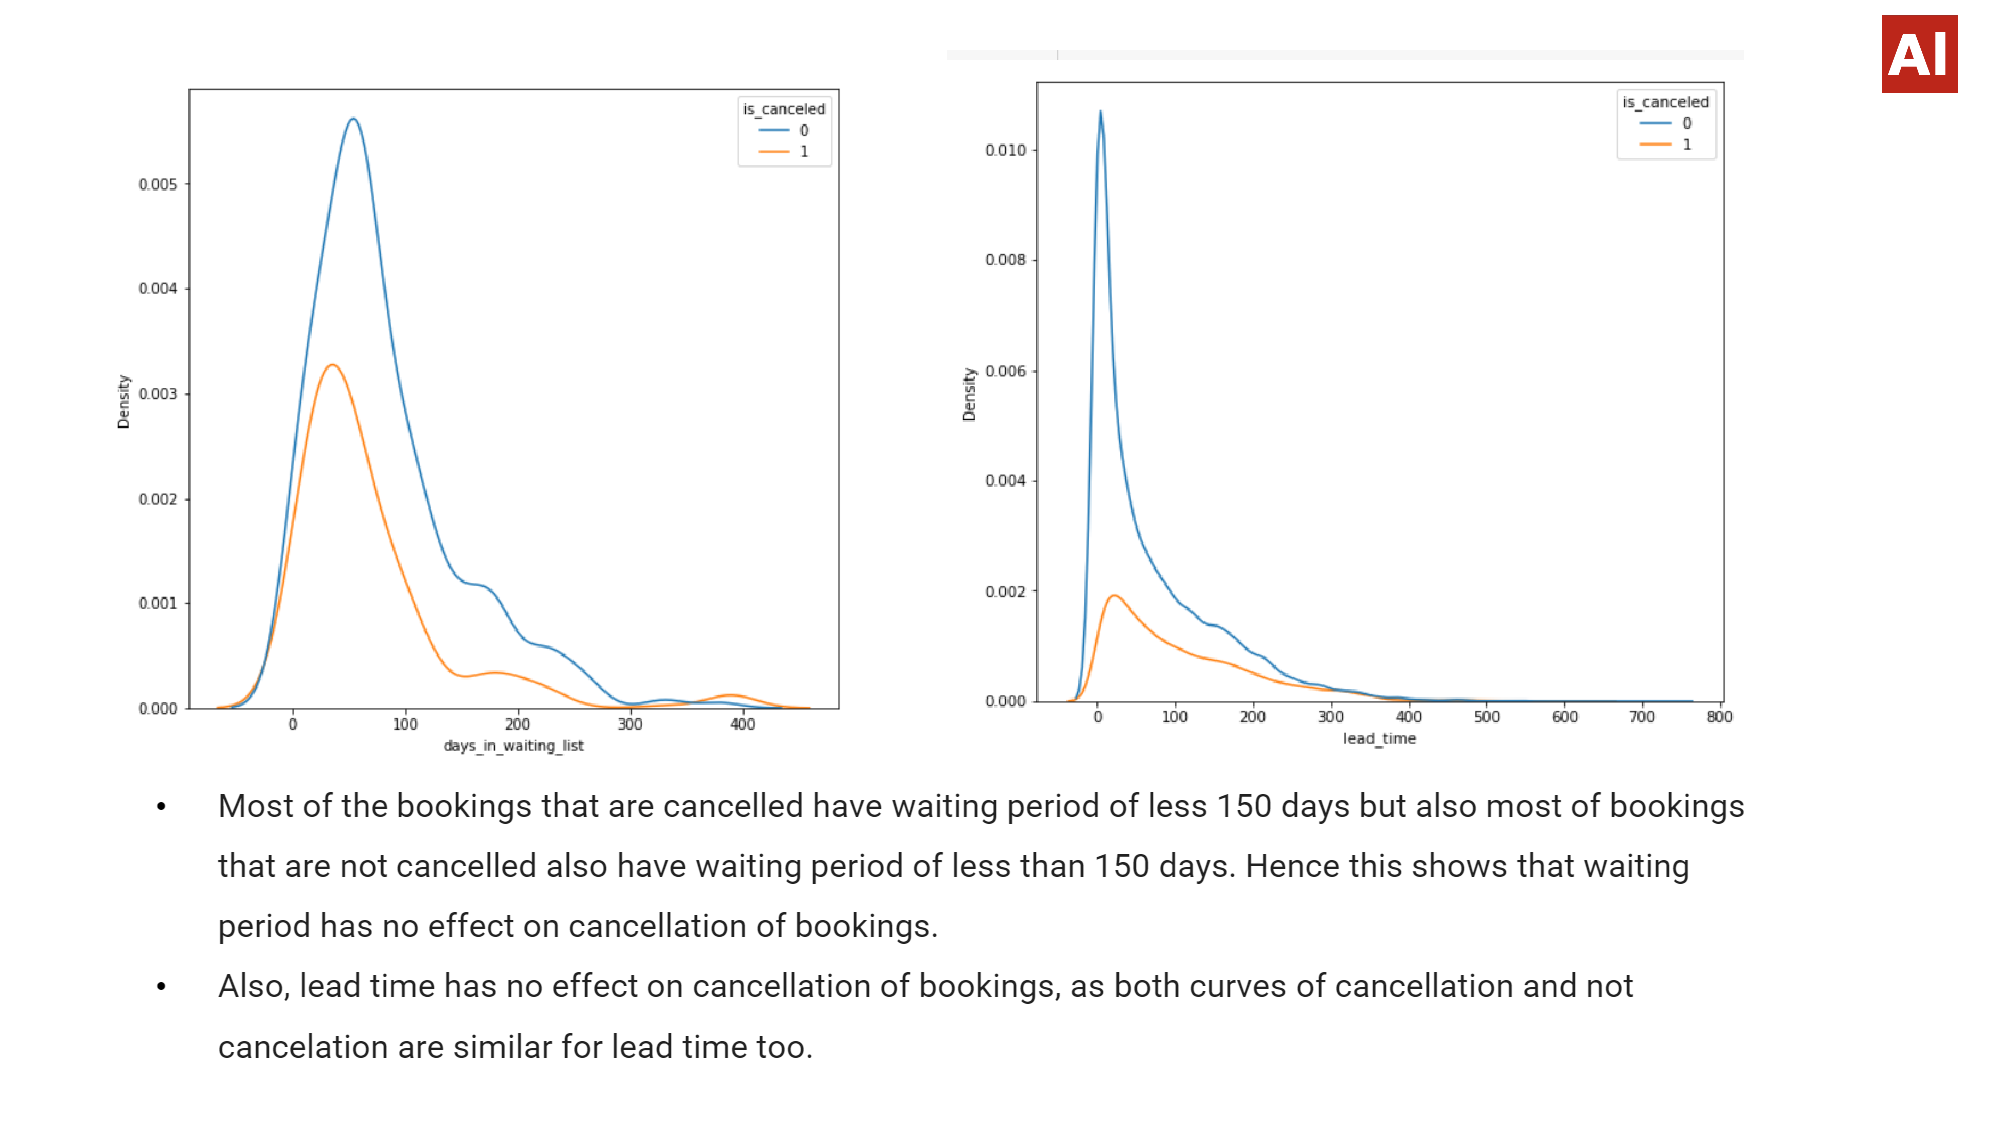 AI
is_canceled
0
1
0.005
0.004
0.003
0.002
0.001
0.000
Density
0
100
200
300
400
days_in_waiting_list
is_canceled
0
1
0.010
0.008
0.006
0.004
0.002
0.000
Density
0
100
200
300
400
500
600
700
800
lead_time
• Most of the bookings that are cancelled have waiting period of less 150 days but also most of bookings
that are not cancelled also have waiting period of less than 150 days. Hence this shows that waiting
period has no effect on cancellation of bookings.
• Also, lead time has no effect on cancellation of bookings, as both curves of cancellation and not
cancelation are similar for lead time too.